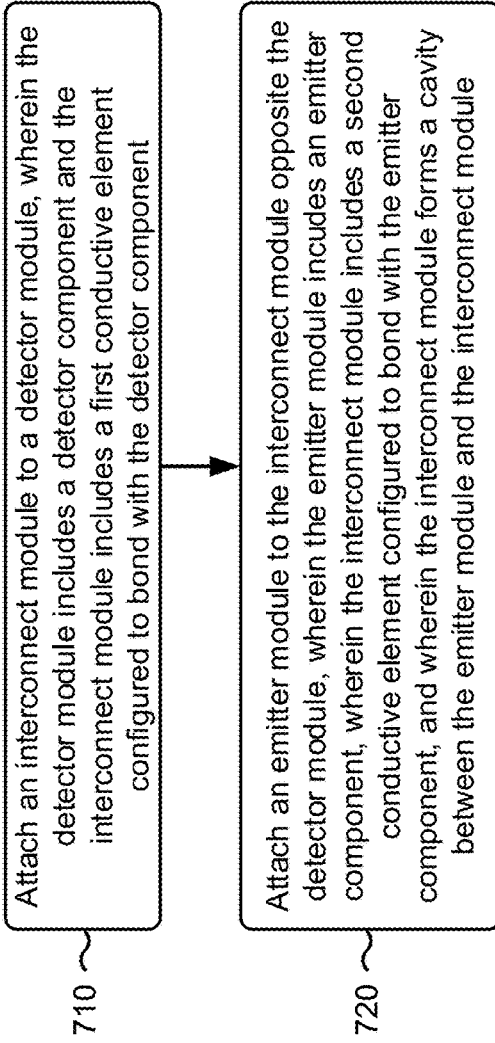 710
Attach an interconnect module to a detector module, wherein the
detector module includes a detector component and the
interconnect module includes a first conductive element
configured to bond with the detector component
720
Attach an emitter module to the interconnect module opposite the
detector module, wherein the emitter module incudes an emitter
component, wherein the interconnect module includes a second
conductive element configured to bond with the emitter
component, and wherein the interconnect module forms a cavity
between the emitter module and the interconnect module